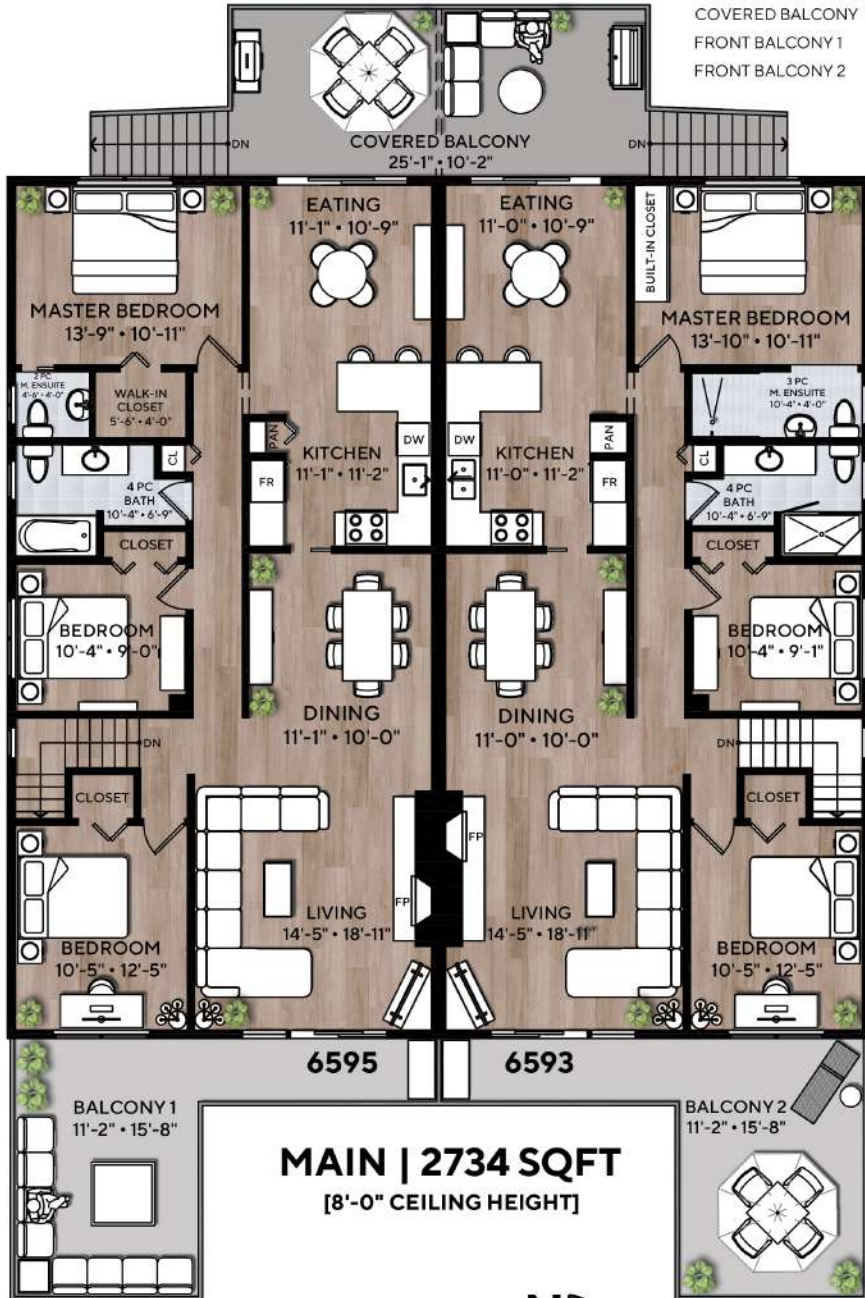 COVERED BALCONY
FRONT BALCONY 1
FRONT BALCONY 2
DN
COVERED BALCONY
25'-1" • 10'-2"
DN
EATING
11'-1" • 10'-9"
EATING
11'-0" • 10'-9"
BUILT-IN CLOSET
MASTER BEDROOM
13'-9" • 10'-11"
MASTER BEDROOM
13'-10" • 10'-11"
2 PC
M. ENSUITE
4'-6" • 4'-0"
WALK-IN
CLOSET
5'-6" • 4'-0"
3 PC
M. ENSUITE
10'-4" • 4'-0"
PAN
DW
DW
PAN
KITCHEN
11'-1" • 11'-2"
KITCHEN
11'-0" • 11'-2"
CL
CL
FR
FR
4 PC
BATH
10'-4" • 6'-9"
4 PC
BATH
10'-4" • 6'-9"
CLOSET
CLOSET
BEDROOM
10'-4" • 9'-0"
BEDROOM
10'-4" • 9'-1"
DINING
11'-1" • 10'-0"
DINING
11'-0" • 10'-0"
DN
DN
CLOSET
CLOSET
FP
FP
LIVING
14'-5" • 18'-11"
LIVING
14'-5" • 18'-11"
BEDROOM
10'-5" • 12'-5"
BEDROOM
10'-5" • 12'-5"
6595
6593
BALCONY 1
11'-2" • 15'-8"
BALCONY 2
11'-2" • 15'-8"
MAIN | 2734 SQFT
[8'-0" CEILING HEIGHT]